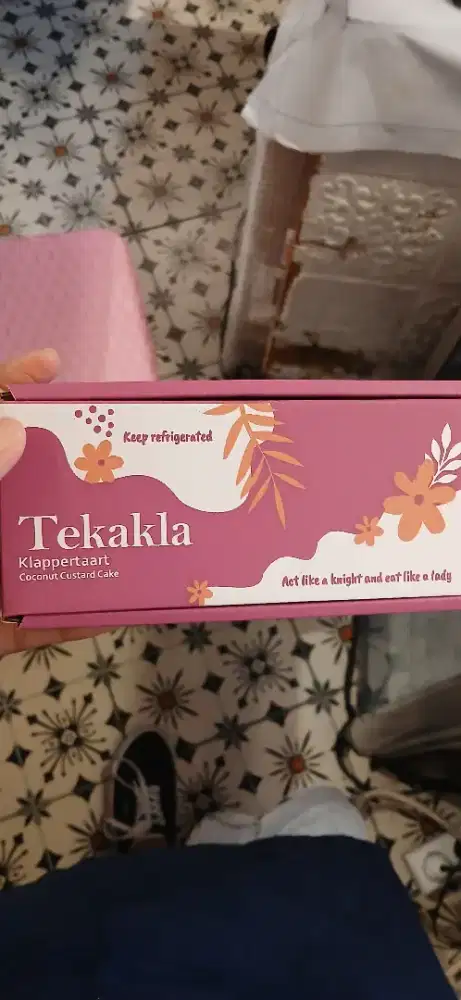 Keep refrigerated
Tekakla
Klappertaart
Coconut Custard Cake
Act like a knight and eat like a lady